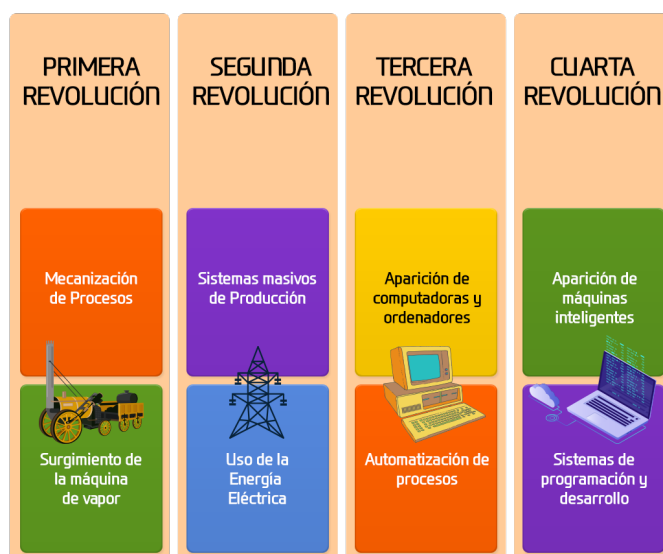 PRIMERA
REVOLUCIÓN
Mecanización
de Procesos
Surgimiento de
la máquina
de vapor
SEGUNDA
REVOLUCIÓN
Sistemas masivos
de Producción
Uso de la
Energía
Eléctrica
TERCERA
REVOLUCIÓN
Aparición de
computadoras y
ordenadores
Automatización de
procesos
CUARTA
REVOLUCIÓN
Aparición de
máquinas
inteligentes
Sistemas de
programación y
desarrollo